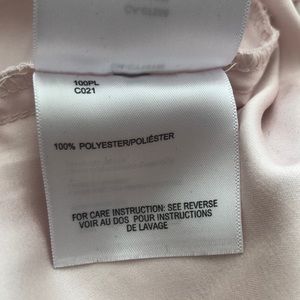 100PL
C021
100% POLYESTER/POLIÉSTER
FOR CARE INSTRUCTION: SEE REVERSE
VOIR AU DOS POUR INSTRUCTIONS
DE LAVAGE